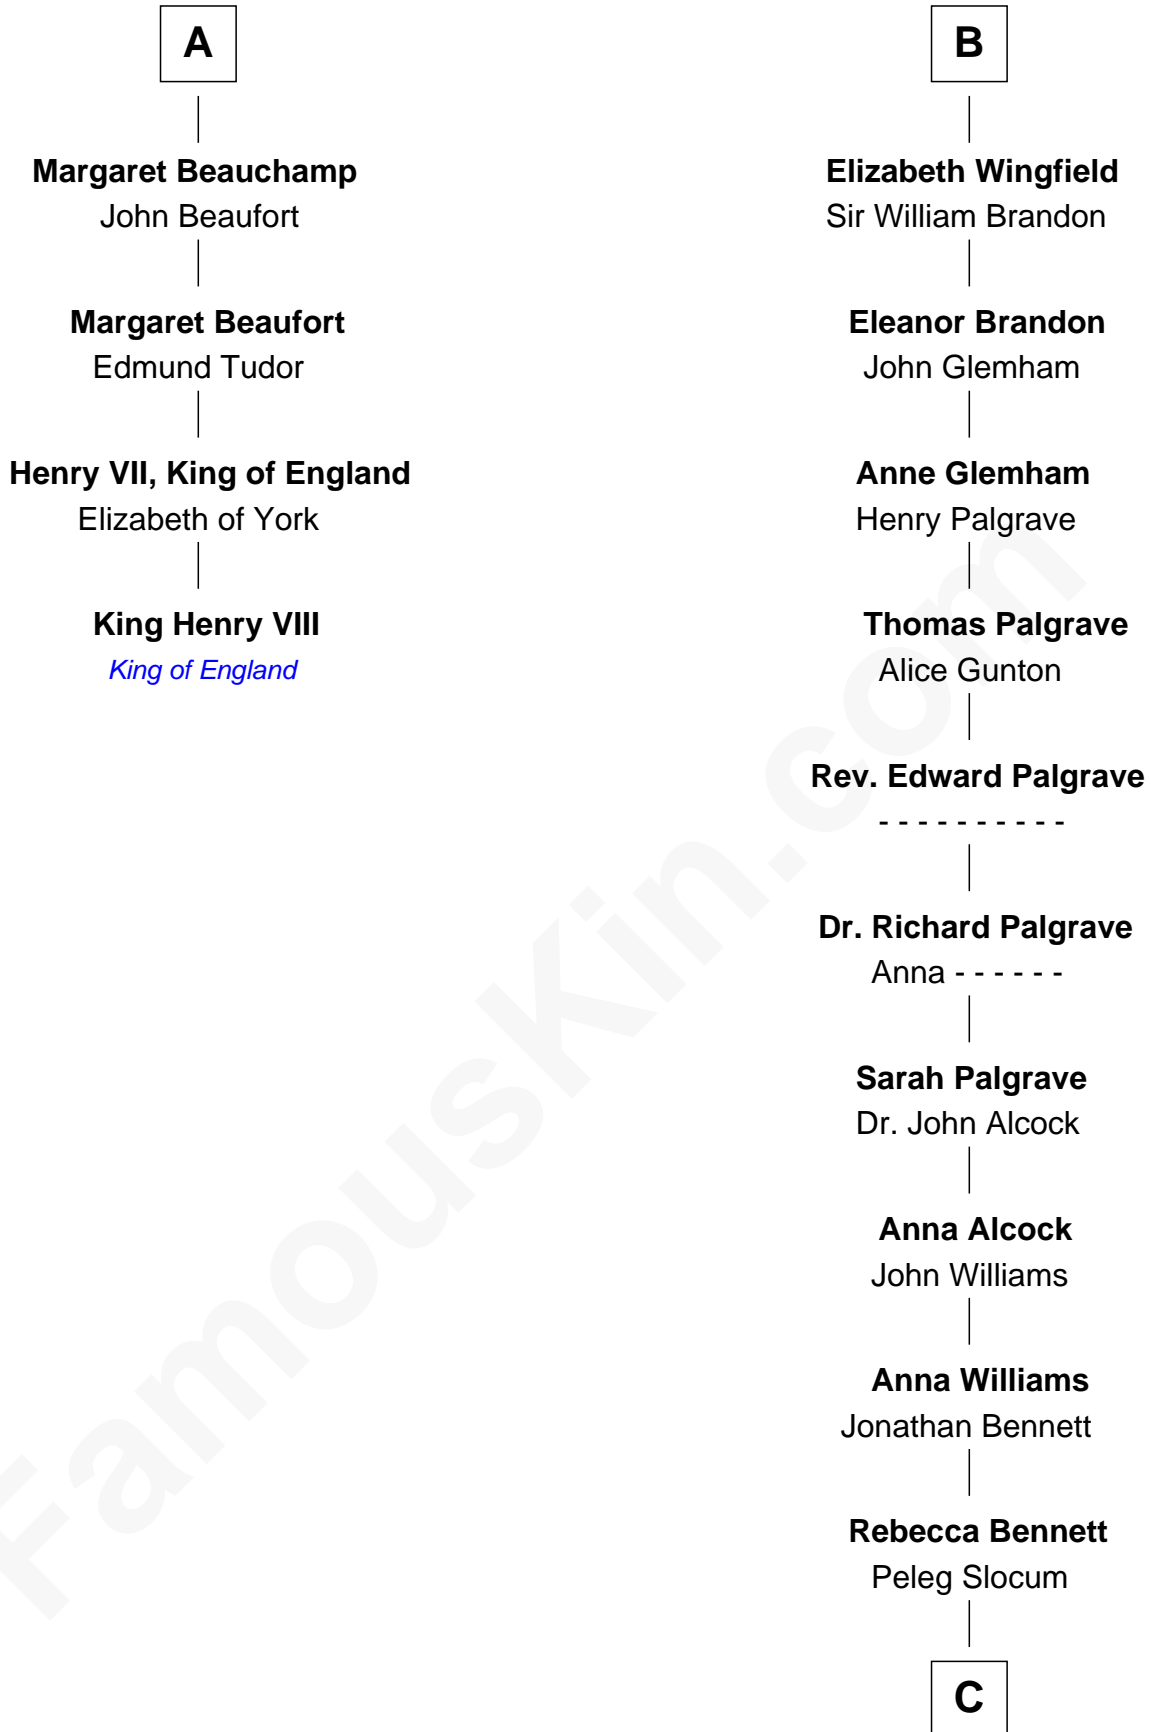 A
Margaret Beauchamp
John Beaufort
Margaret Beaufort
Edmund Tudor
Henry VII, King of England
Elizabeth of York
King Henry VIII
King of England
B
Elizabeth Wingfield
Sir William Brandon
Eleanor Brandon
John Glemham
Anne Glemham
Henry Palgrave
Thomas Palgrave
Alice Gunton
Rev. Edward Palgrave
- - - - - - - - - -
Dr. Richard Palgrave
Anna - - - - - -
Sarah Palgrave
Dr. John Alcock
Anna Alcock
John Williams
Anna Williams
Jonathan Bennett
Rebecca Bennett
Peleg Slocum
C
FamousKin.com